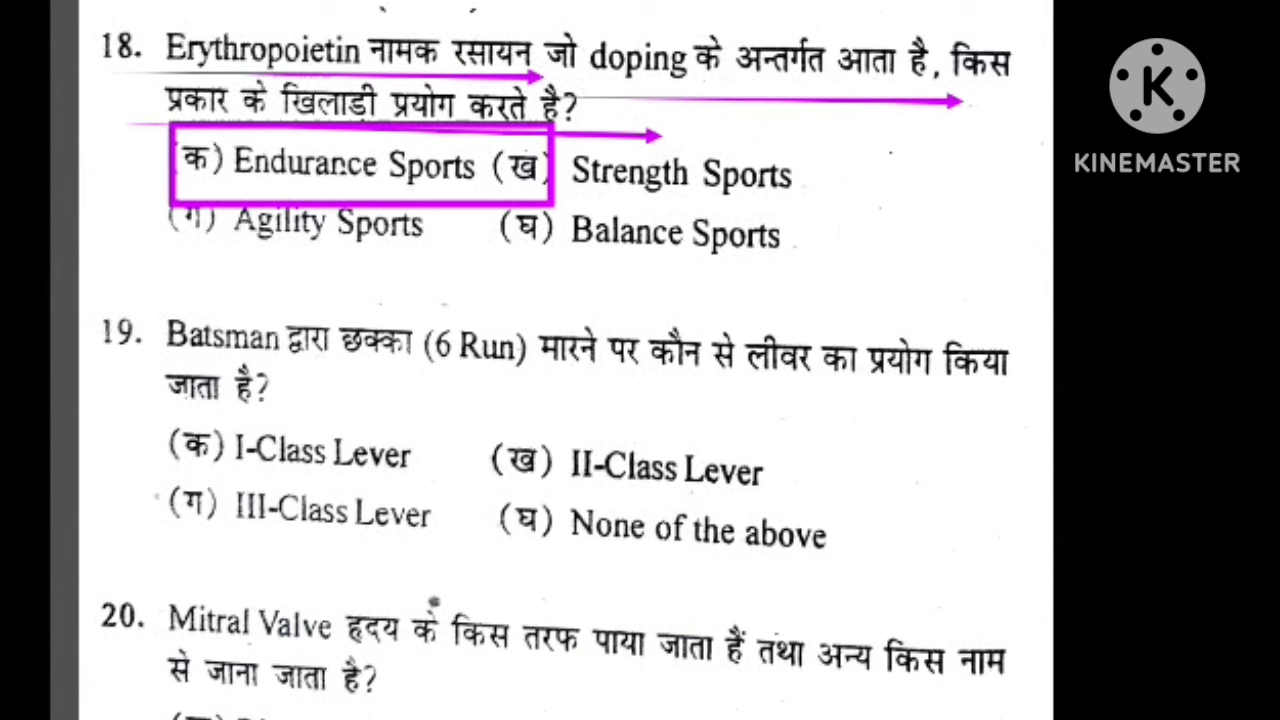 18. Erythropoietin नामक रसायन जो doping के अन्तर्गत आता है, किस
प्रकार के खिलाडी प्रयोग करते है?
क) Endurance Sports (ख) Strength Sports
(ग) Agility Sports (घ) Balance Sports
19. Batsman द्वारा छक्का (6 Run) मारने पर कौन से लीवर का प्रयोग किया
जाता है?
(क) I-Class Lever (ख) II-Class Lever
(ग) III-Class Lever (घ) None of the above
20. Mitral Valve हृदय के किस तरफ पाया जाता हैं तथा अन्य किस नाम
से जाना जाता है?
K
KINEMASTER